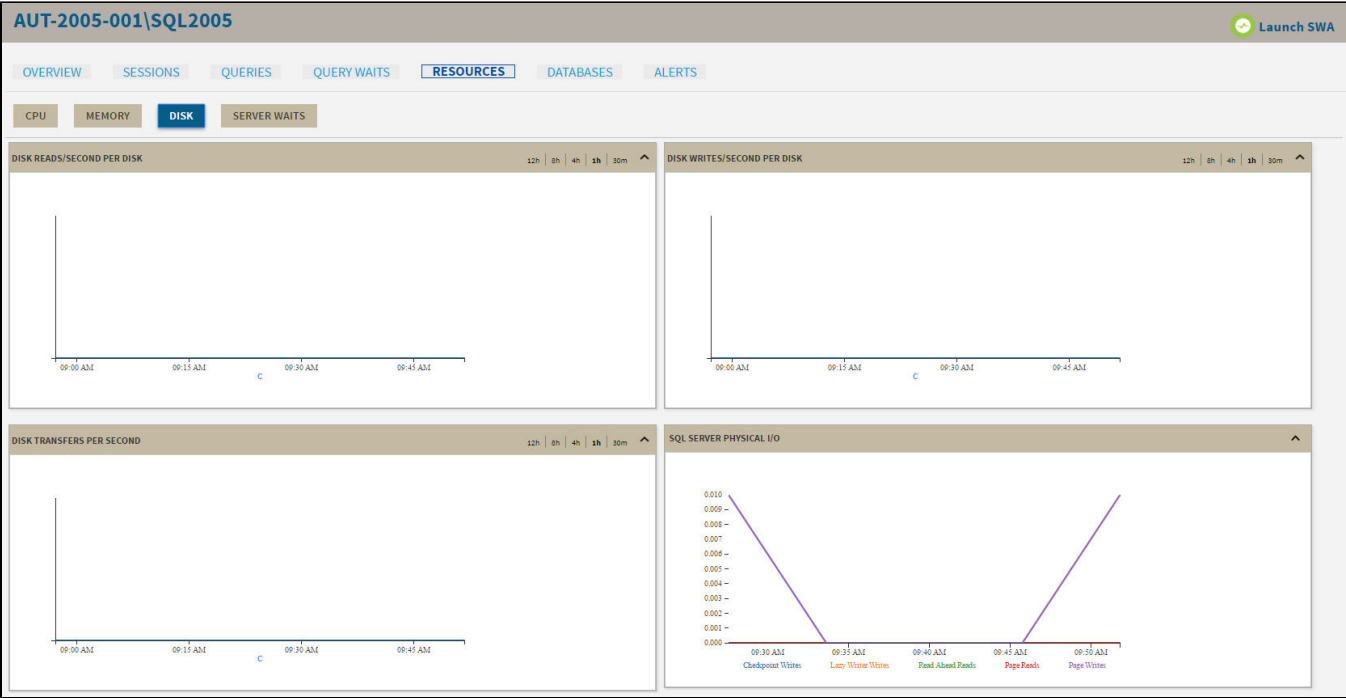 AUT-2005-001\SQL2005
Launch SWA
OVERVIEW SESSIONS QUERIES QUERY WAITS RESOURCES DATABASES ALERTS
CPU MEMORY DISK SERVER WAITS
DISK READS/SECOND PER DISK 12h 8h 4h 1h 30m
09:00 AM 09:15 AM 09:30 AM 09:45 AM
C
DISK WRITES/SECOND PER DISK 12h 8h 4h 1h 30m
09:00 AM 09:15 AM 09:30 AM 09:45 AM
C
DISK TRANSFERS PER SECOND 12h 8h 4h 1h 30m
09:00 AM 09:15 AM 09:30 AM 09:45 AM
C
SQL SERVER PHYSICAL I/O
0.010
0.009
0.008
0.007
0.006
0.005
0.004
0.003
0.002
0.001
0.000
09:30 AM 09:35 AM 09:40 AM 09:45 AM 09:50 AM
Checkpoint Writes Lazy Writer Writes Read Ahead Reads Page Reads Page Writes